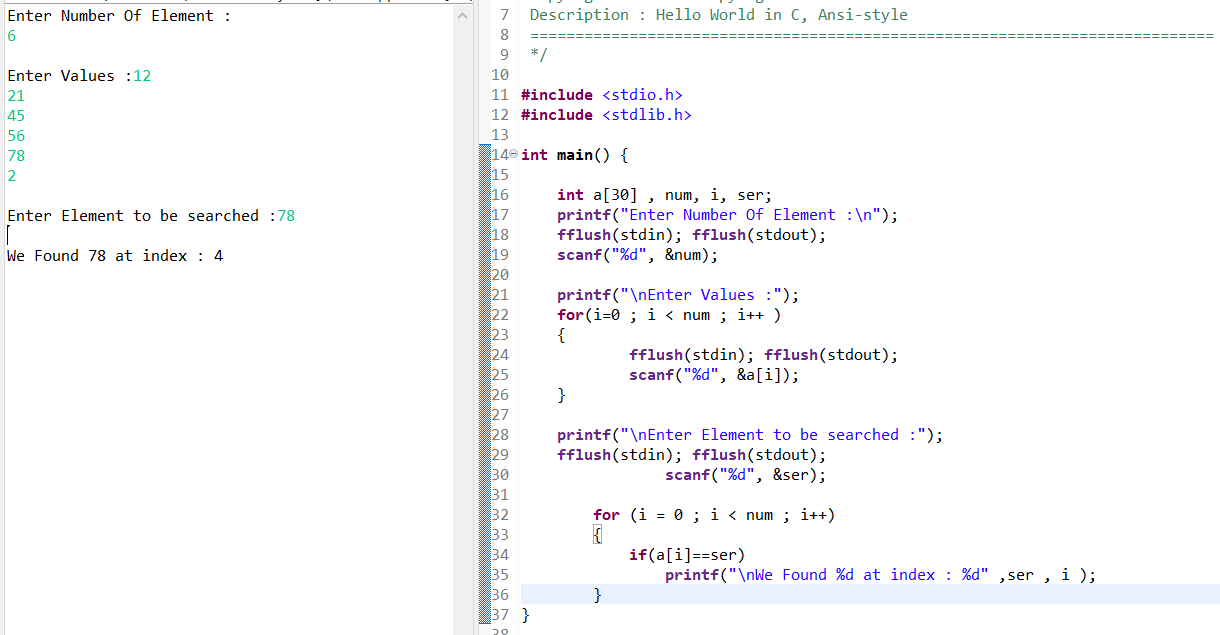 Enter Number Of Element :
6
Enter Values :12
21
45
56
78
2
Enter Element to be searched :78
We Found 78 at index : 4
7 Description : Hello World in C, Ansi-style
8 ============================================================================
9 */
10
11 #include <stdio.h>
12 #include <stdlib.h>
13
14 int main() {
15
16 int a[30] , num, i, ser;
17 printf("Enter Number Of Element :\n");
18 fflush(stdin); fflush(stdout);
19 scanf("%d", &num);
20
21 printf("\nEnter Values :");
22 for(i=0 ; i < num ; i++ )
23 {
24 fflush(stdin); fflush(stdout);
25 scanf("%d", &a[i]);
26 }
27
28 printf("\nEnter Element to be searched :");
29 fflush(stdin); fflush(stdout);
30 scanf("%d", &ser);
31
32 for (i = 0 ; i < num ; i++)
33 {
34 if(a[i]==ser)
35 printf("\nWe Found %d at index : %d" ,ser , i );
36 }
37 }
38